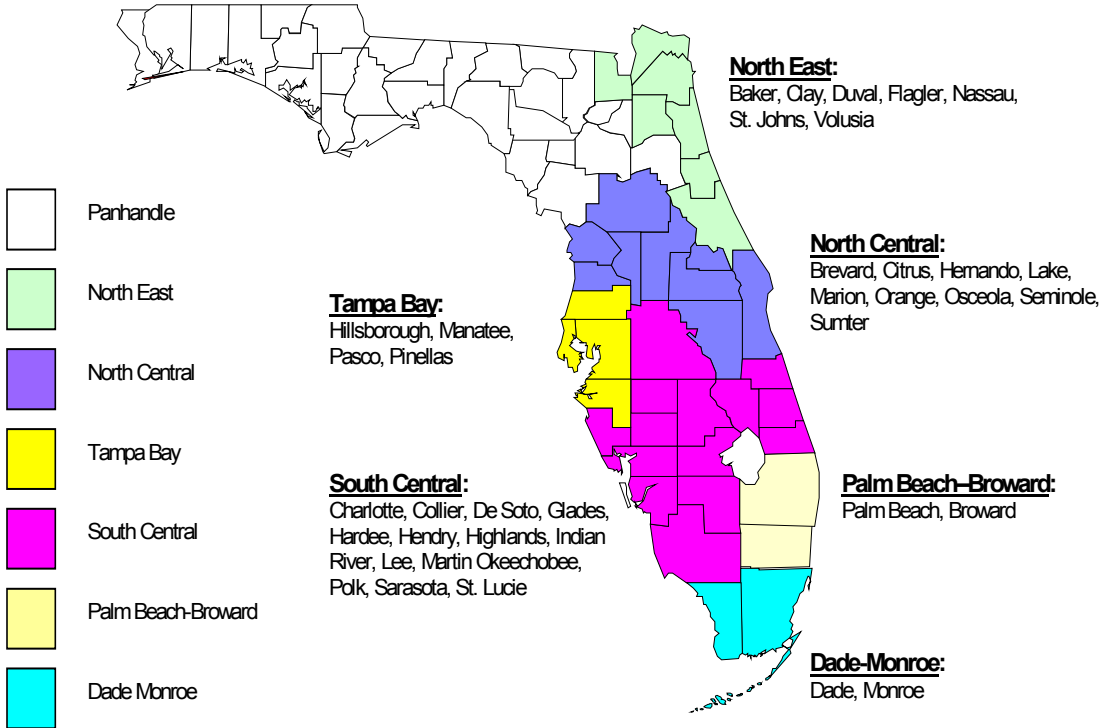 North East:
Baker, Clay, Duval, Flagler, Nassau,
St. Johns, Volusia
Panhandle
North East
North Central
Tampa Bay
South Central
Palm Beach-Broward
Dade Monroe
North Central:
Brevard, Citrus, Hernando, Lake,
Marion, Orange, Osceola, Seminole,
Sumter
Tampa Bay:
Hillsborough, Manatee,
Pasco, Pinellas
South Central:
Charlotte, Collier, De Soto, Glades,
Hardee, Hendry, Highlands, Indian
River, Lee, Martin Okeechobee,
Polk, Sarasota, St. Lucie
Palm Beach–Broward:
Palm Beach, Broward
Dade-Monroe:
Dade, Monroe